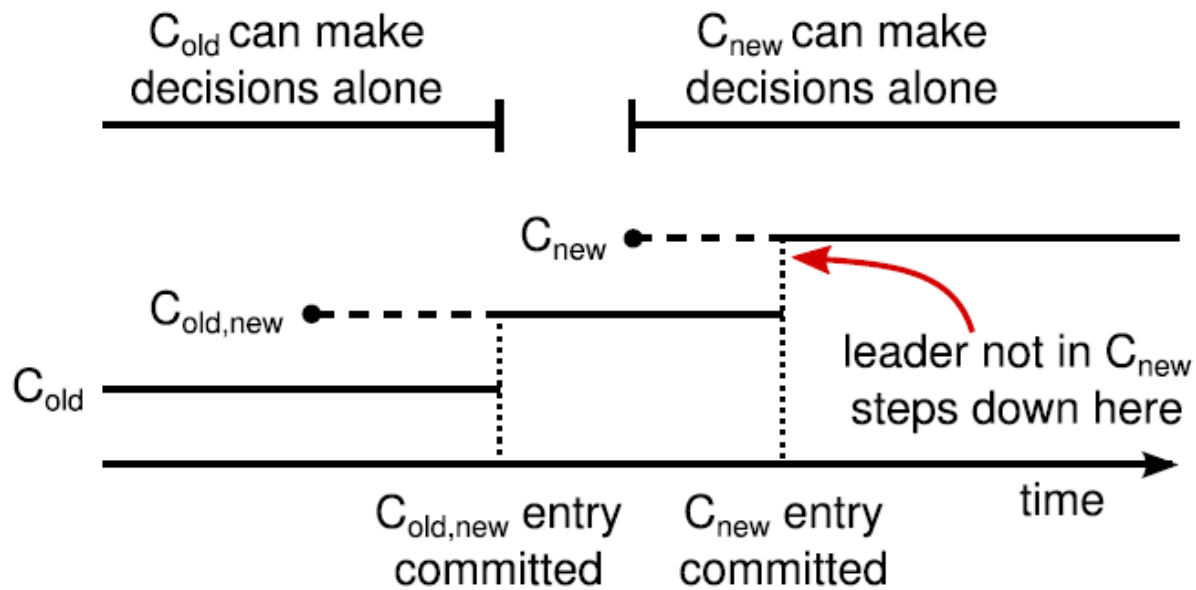 C_old can make
decisions alone
C_new can make
decisions alone
C_new
C_old,new
C_old
leader not in C_new
steps down here
time
C_old,new entry
committed
C_new entry
committed